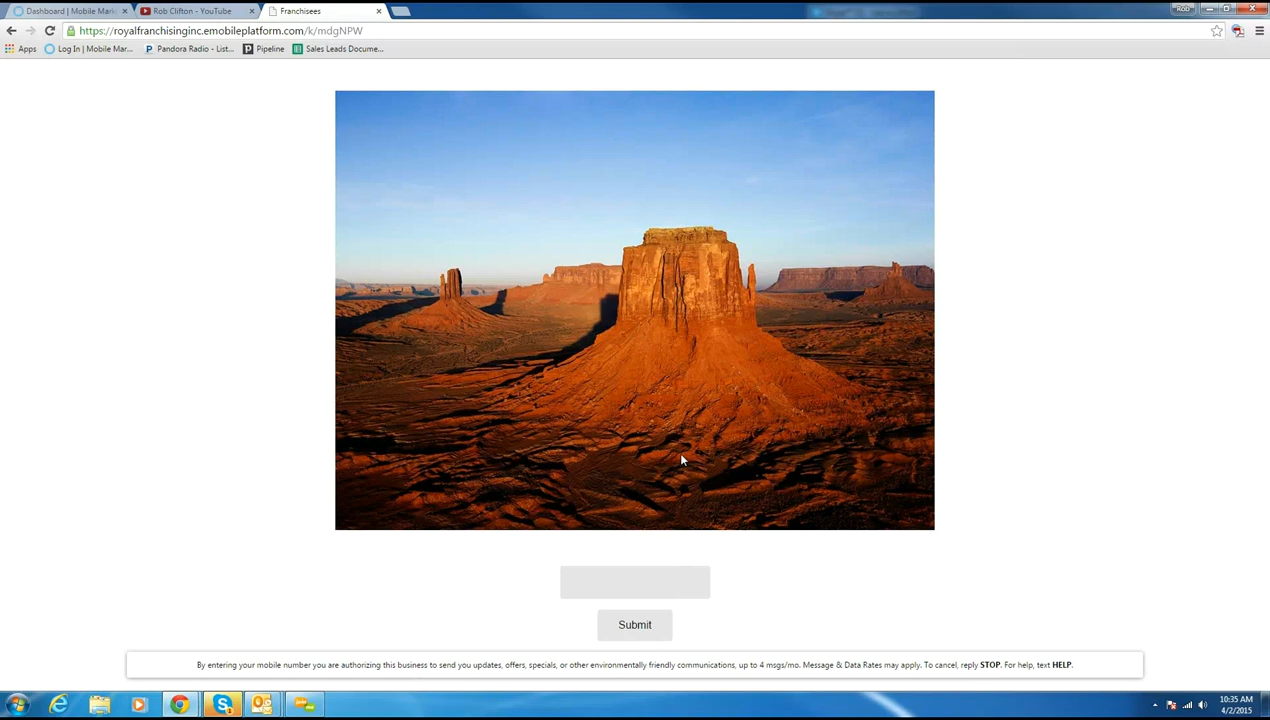 Dashboard | Mobile Mark
Rob Clifton - YouTube
Franchisees
Rob
https://royalfranchisinginc.emobileplatform.com/k/mdgNPW
Apps
Log In | Mobile Mar...
Pandora Radio - List...
Pipeline
Sales Leads Docume...
Submit
By entering your mobile number you are authorizing this business to send you updates, offers, specials, or other environmentally friendly communications, up to 4 msgs/mo. Message & Data Rates may apply. To cancel, reply STOP. For help, text HELP.
10:35 AM
4/2/2015